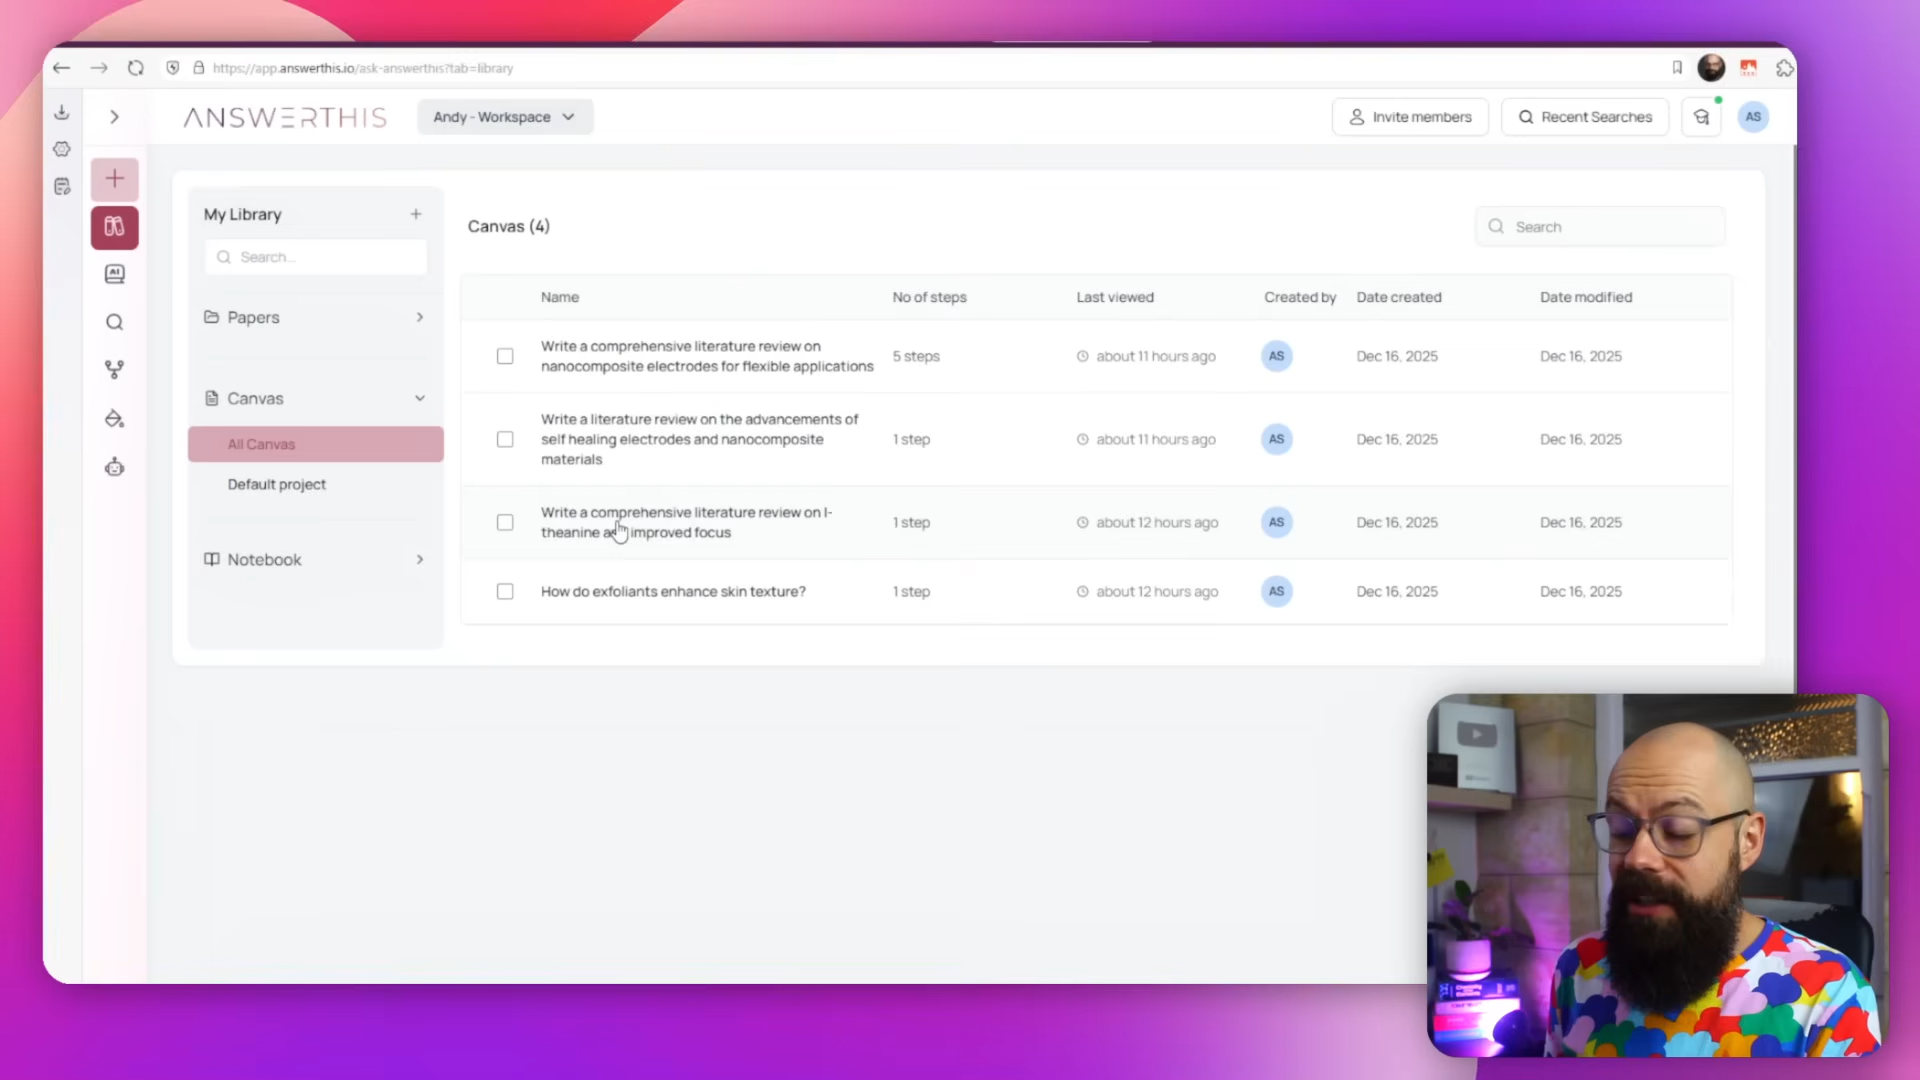 https://app.answerthis.io/ask-answerthis?tab=library
ANSWERTHIS
Andy - Workspace
Invite members
Recent Searches
AS
My Library
Search...
Papers
Canvas
All Canvas
Default project
Notebook
Canvas (4)
Search
Name No of steps Last viewed Created by Date created Date modified
Write a comprehensive literature review on
nanocomposite electrodes for flexible applications
5 steps about 11 hours ago AS Dec 16, 2025 Dec 16, 2025
Write a literature review on the advancements of
self healing electrodes and nanocomposite
materials
1 step about 11 hours ago AS Dec 16, 2025 Dec 16, 2025
Write a comprehensive literature review on l-
theanine improved focus
1 step about 12 hours ago AS Dec 16, 2025 Dec 16, 2025
How do exfoliants enhance skin texture? 1 step about 12 hours ago AS Dec 16, 2025 Dec 16, 2025
AI